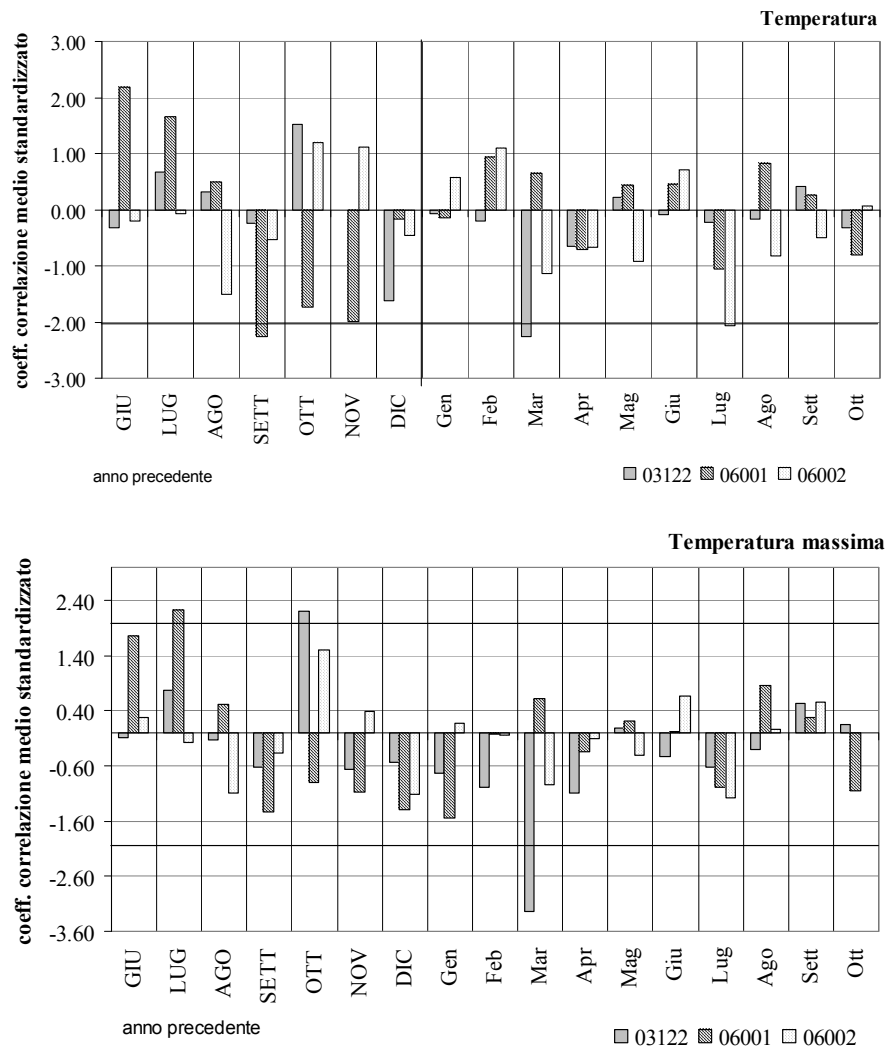 Temperatura
coeff. correlazione medio standardizzato
3.00
2.00
1.00
0.00
-1.00
-2.00
-3.00
GIU LUG AGO SETT OTT NOV DIC Gen Feb Mar Apr Mag Giu Lug Ago Sett Ott
anno precedente
03122 06001 06002
Temperatura massima
coeff. correlazione medio standardizzato
2.40
1.40
0.40
-0.60
-1.60
-2.60
-3.60
GIU LUG AGO SETT OTT NOV DIC Gen Feb Mar Apr Mag Giu Lug Ago Sett Ott
anno precedente
03122 06001 06002